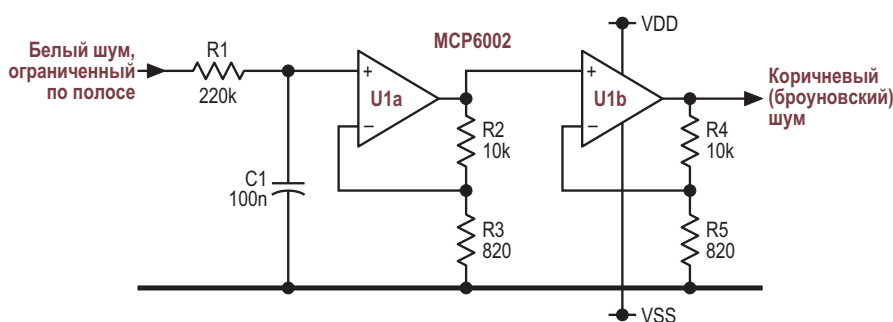 Белый шум,
ограниченный
по полосе
R1
220k
C1
100n
MCP6002
+
U1a
−
R2
10k
R3
820
VDD
+
U1b
−
R4
10k
R5
820
VSS
Коричневый
(броуновский)
шум